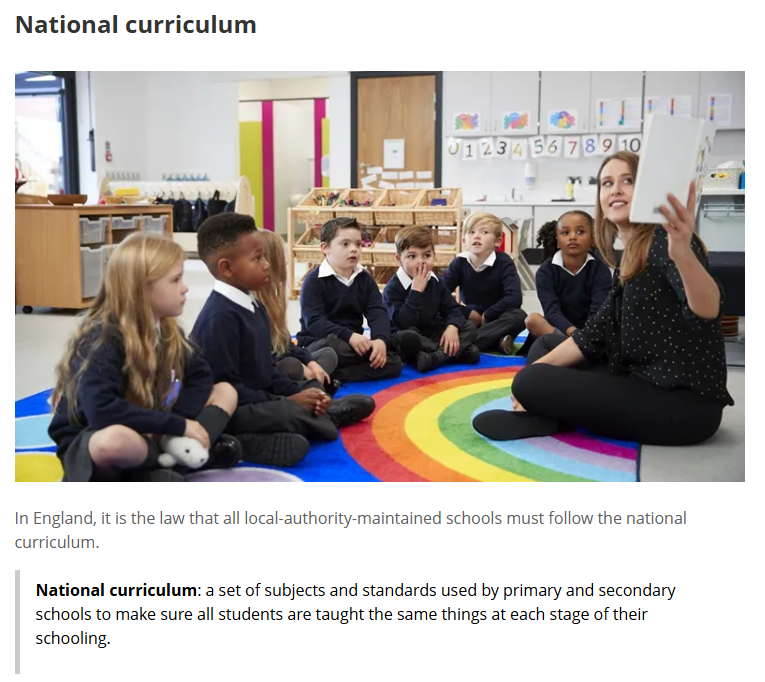 National curriculum
0 1 2 3 4 5 6 7 8 9 10
In England, it is the law that all local-authority-maintained schools must follow the national
curriculum.
National curriculum: a set of subjects and standards used by primary and secondary
schools to make sure all students are taught the same things at each stage of their
schooling.